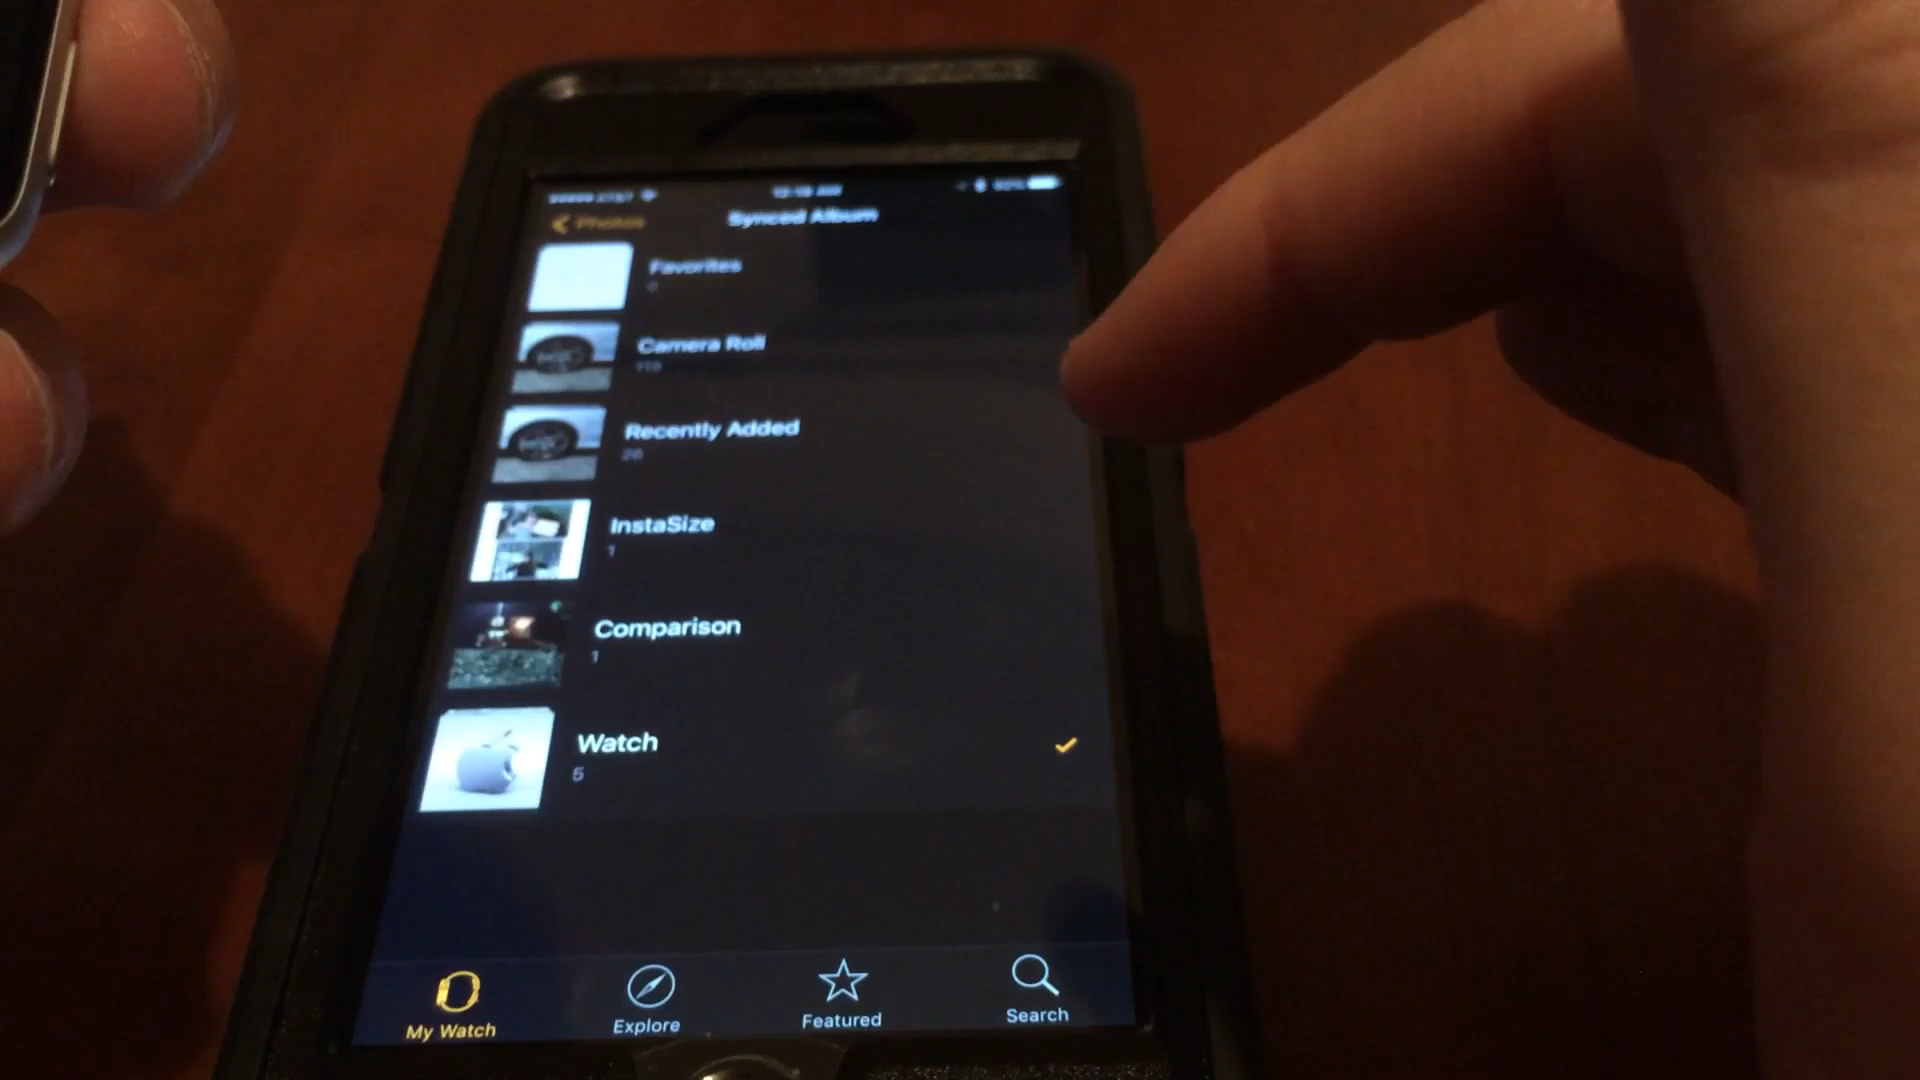 Photos
Synced Album
Favorites
Camera Roll
Recently Added
InstaSize
1
Comparison
1
Watch
5
My Watch
Explore
Featured
Search